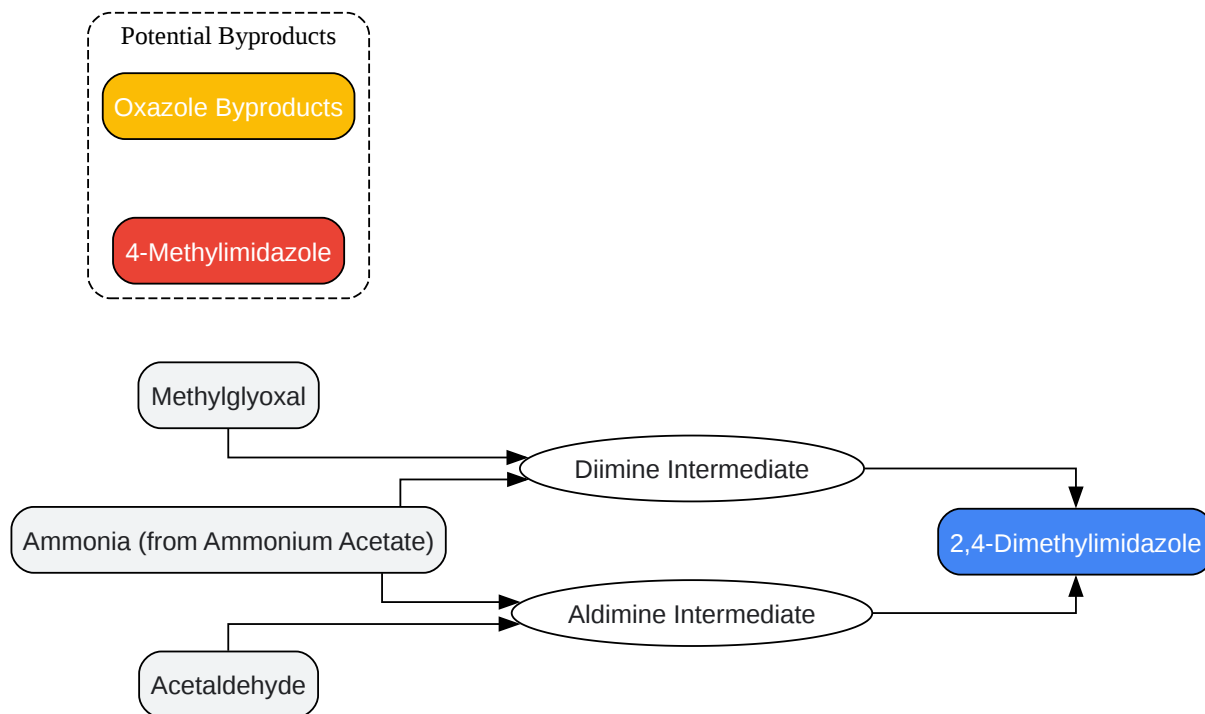 Potential Byproducts
Oxazole Byproducts
4-Methylimidazole
Methylglyoxal
Diimine Intermediate
Ammonia (from Ammonium Acetate)
2,4-Dimethylimidazole
Aldimine Intermediate
Acetaldehyde